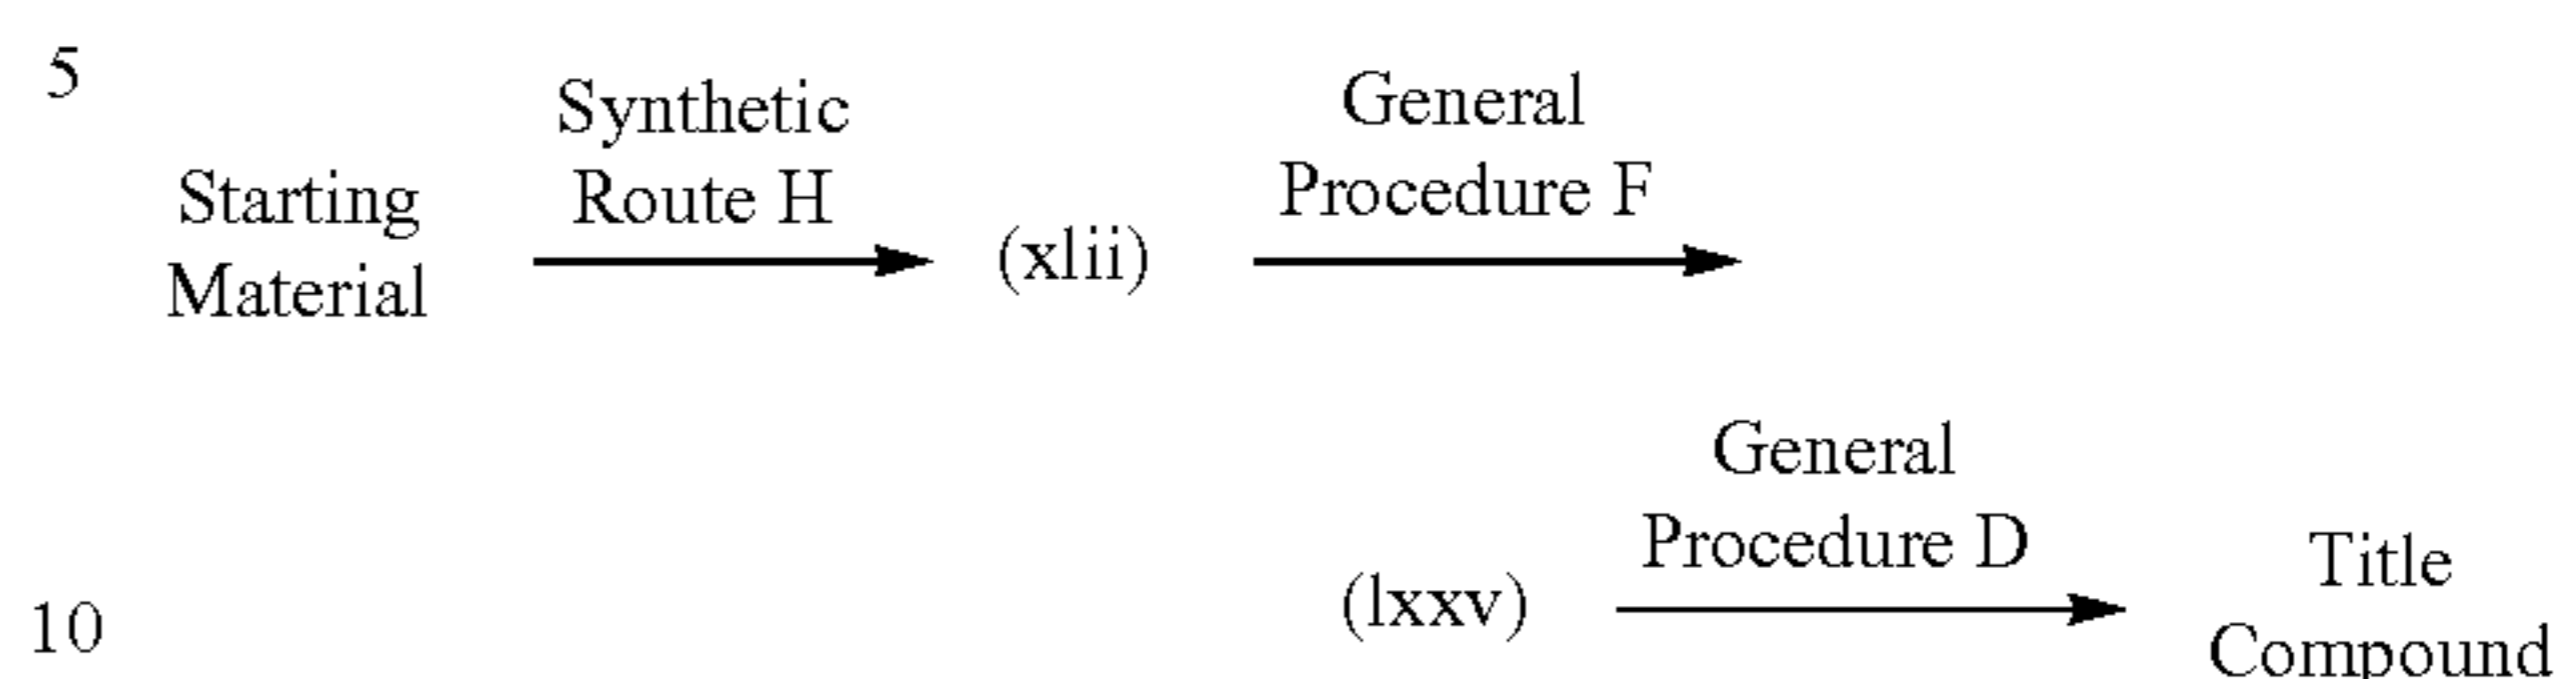 5
Synthetic
Route H
General
Procedure F
Starting
Material
(xlii)
General
Procedure D
(lxxv)
10
Title
Compound